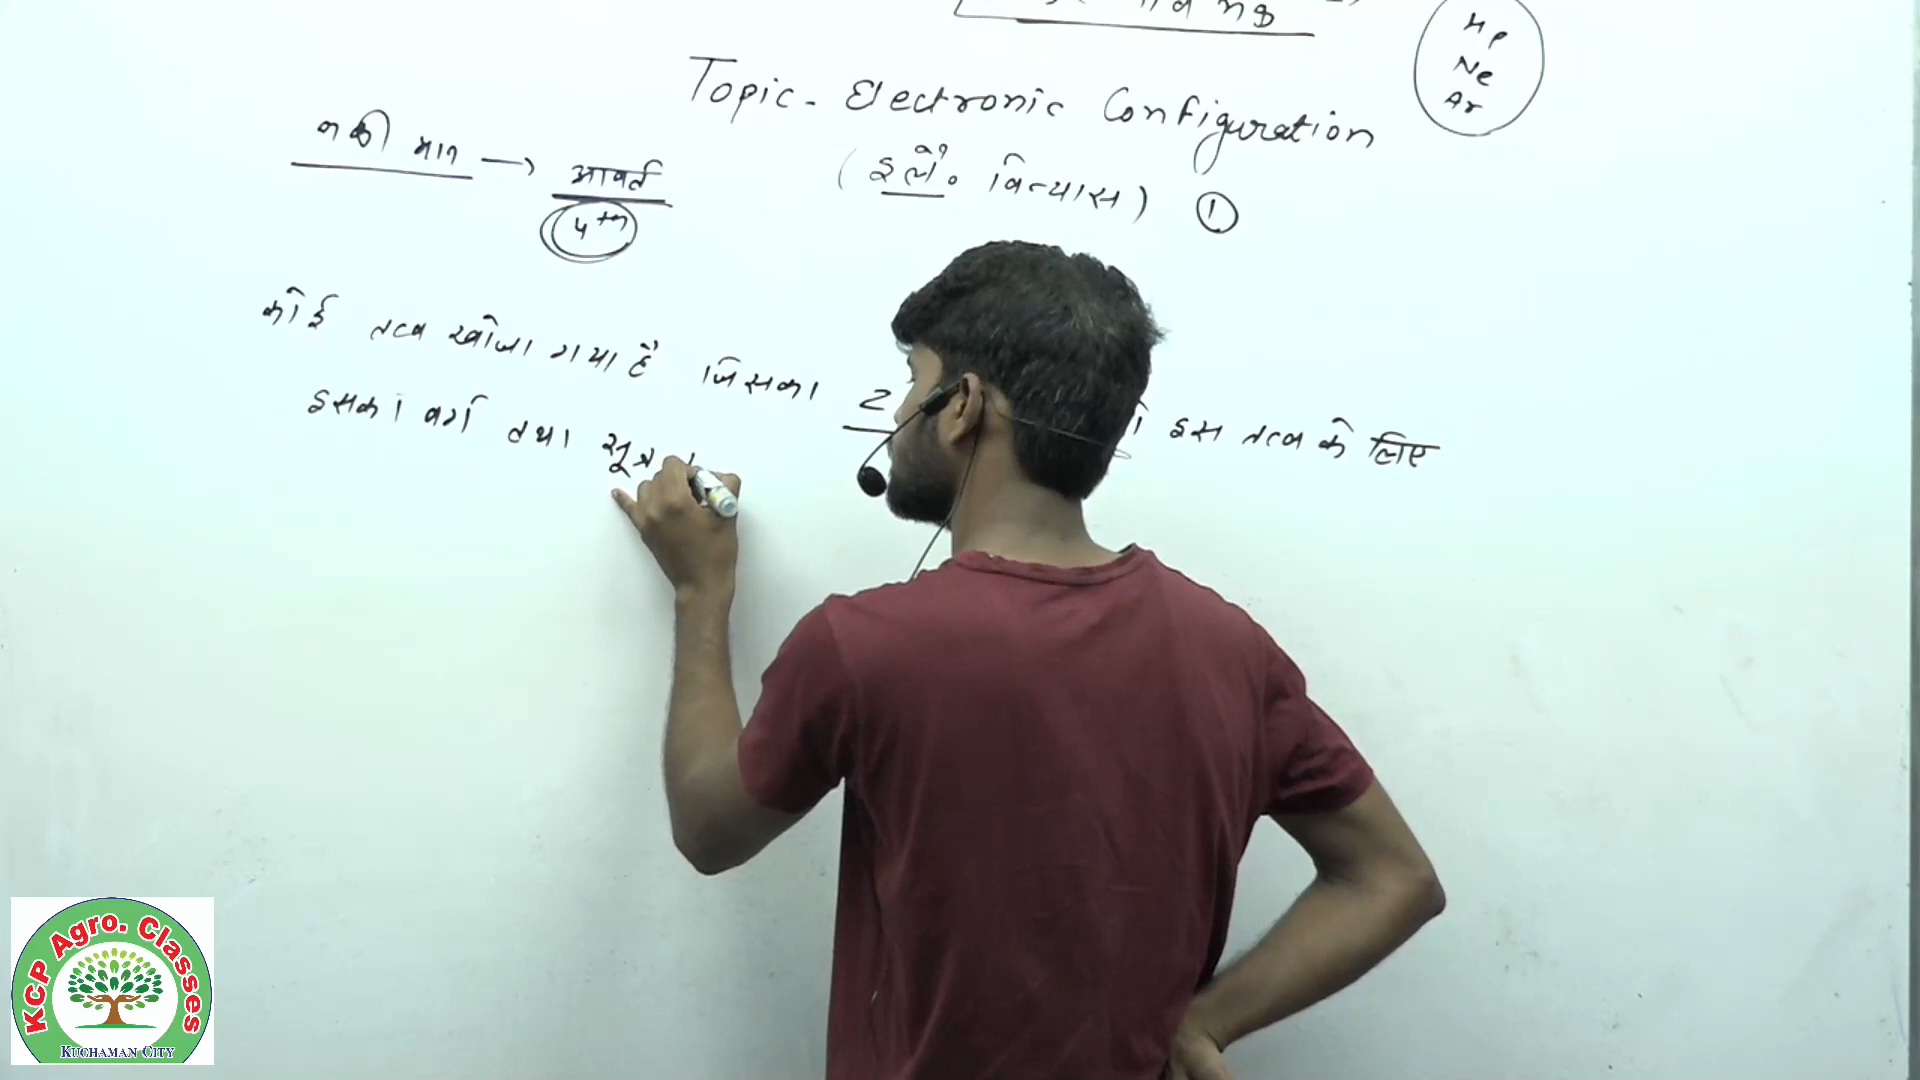 Topic - Electronic Configuration
(इले० विन्यास) ①
He
Ne
Ar
n का मान → आवर्त
4th
कोई तत्व खोजा गया है जिसका Z इस तत्व के लिए
इसका वर्ग तथा सूत्र
KCP Agro. Classes
KUCHAMAN CITY